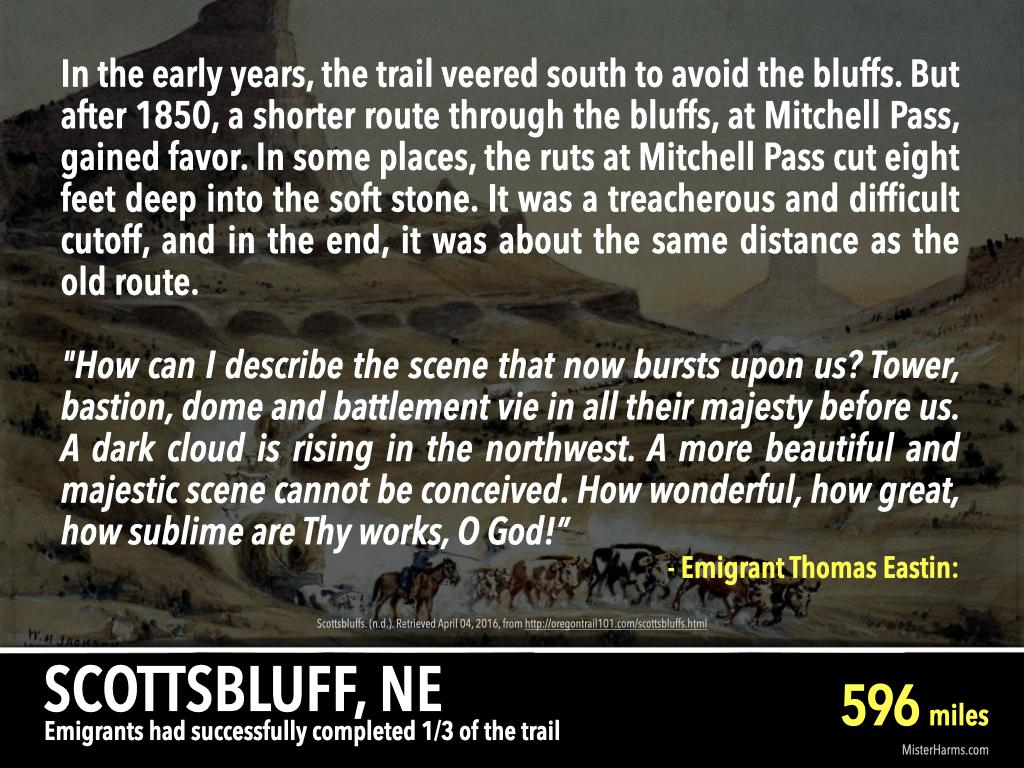 In the early years, the trail veered south to avoid the bluffs. But
after 1850, a shorter route through the bluffs, at Mitchell Pass,
gained favor. In some places, the ruts at Mitchell Pass cut eight
feet deep into the soft stone. It was a treacherous and difficult
cutoff, and in the end, it was about the same distance as the
old route.
"How can I describe the scene that now bursts upon us? Tower,
bastion, dome and battlement vie in all their majesty before us.
A dark cloud is rising in the northwest. A more beautiful and
majestic scene cannot be conceived. How wonderful, how great,
how sublime are Thy works, O God!”
- Emigrant Thomas Eastin:
Scottsbluffs. (n.d.). Retrieved April 04, 2016, from http://oregontrail101.com/scottsbluffs.html
W. H. JACKSON
SCOTTSBLUFF, NE
Emigrants had successfully completed 1/3 of the trail
596 miles
MisterHarms.com